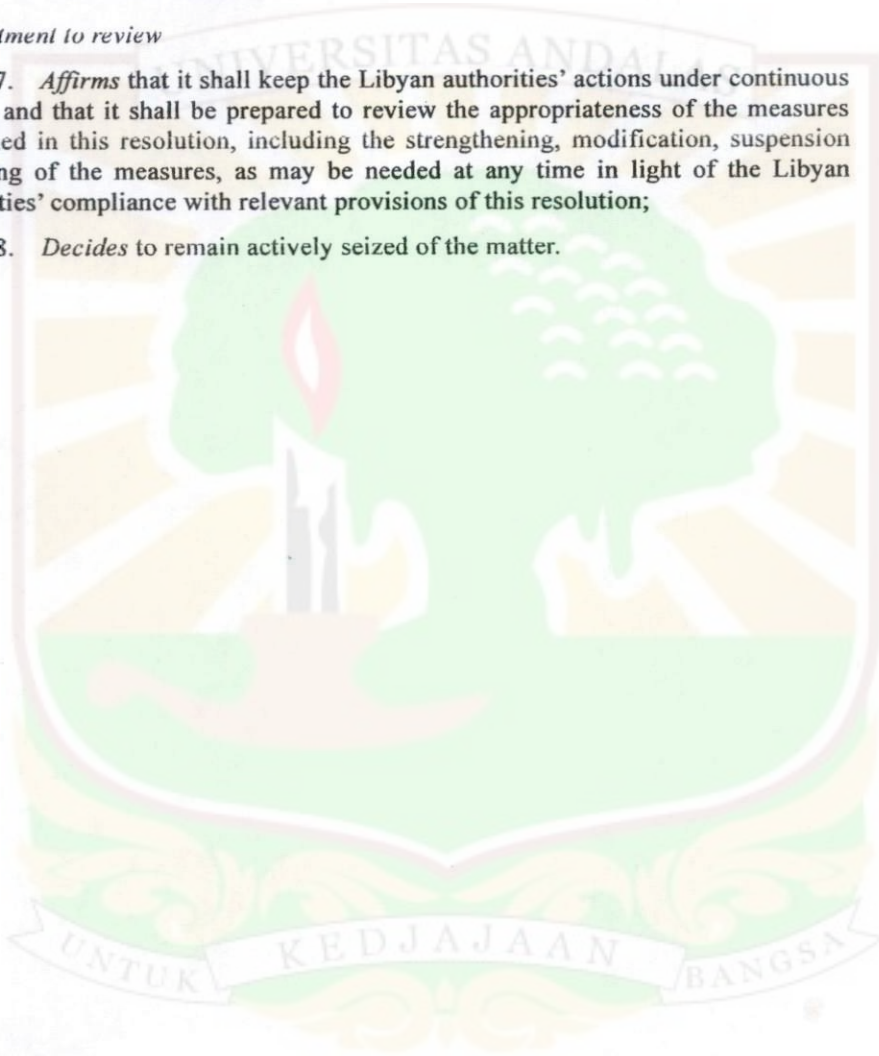 tment to review
UNIVERSITAS ANDALAS
7. Affirms that it shall keep the Libyan authorities’ actions under continuous
and that it shall be prepared to review the appropriateness of the measures
ed in this resolution, including the strengthening, modification, suspension
ng of the measures, as may be needed at any time in light of the Libyan
ties’ compliance with relevant provisions of this resolution;
8. Decides to remain actively seized of the matter.
UNTUK KEDJAJAAN BANGSA